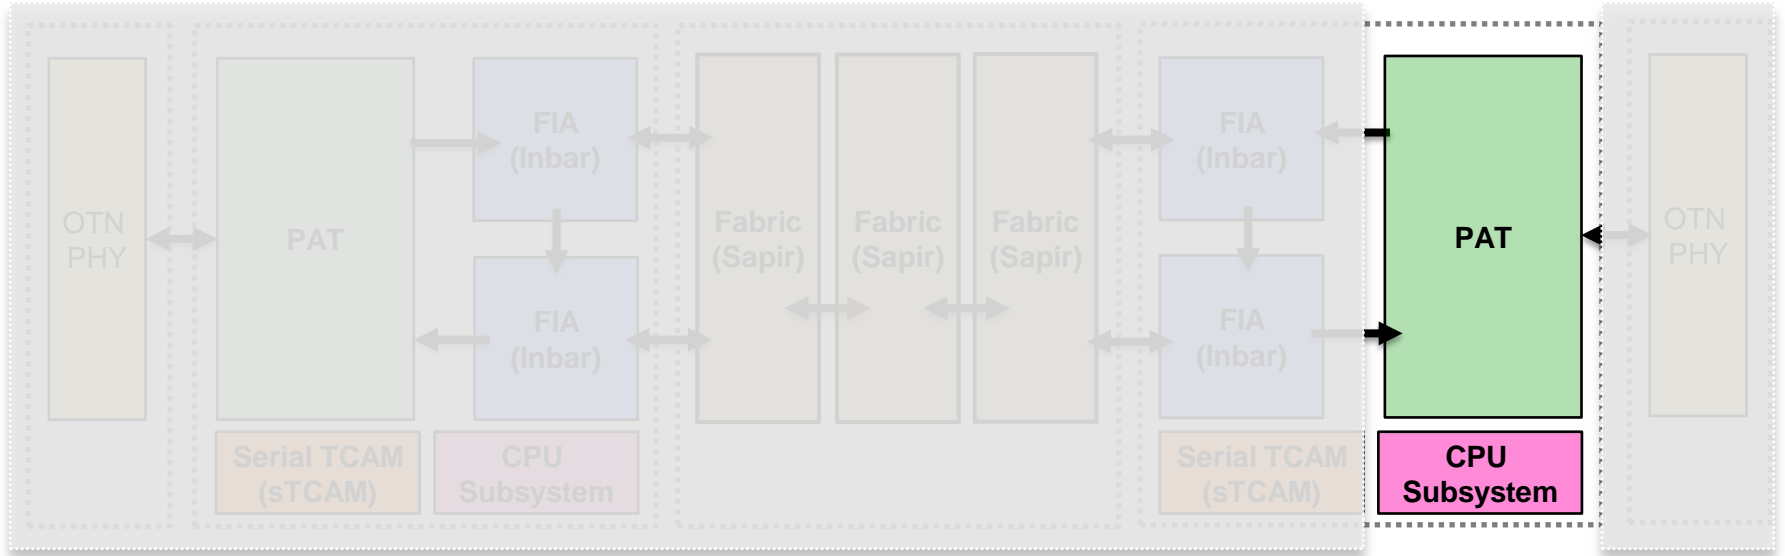 OTN
PHY
PAT
FIA
(Inbar)
FIA
(Inbar)
Serial TCAM
(sTCAM)
CPU
Subsystem
Fabric
(Sapir)
Fabric
(Sapir)
Fabric
(Sapir)
FIA
(Inbar)
FIA
(Inbar)
Serial TCAM
(sTCAM)
PAT
CPU
Subsystem
OTN
PHY